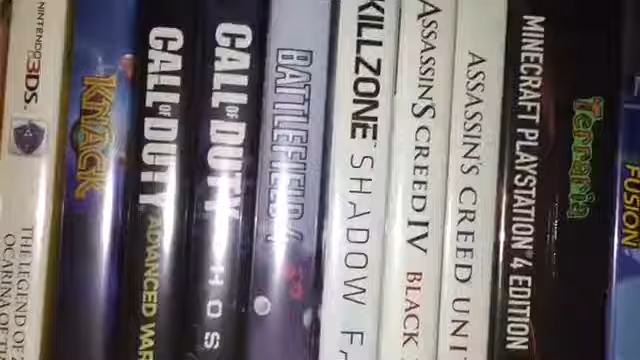 NINTENDO
3DS
THE LEGEND OF
OCARINA OF
KNACK
CALL OF DUTY
ADVANCED WAR
CALL OF DUTY
HOS
BATTLEFIELD 4
KILLZONE SHADOW FA
ASSASSIN'S CREED IV BLACK
ASSASSIN'S CREED UNI
MINECRAFT PLAYSTATION 4 EDITION
Terraria
FUSION